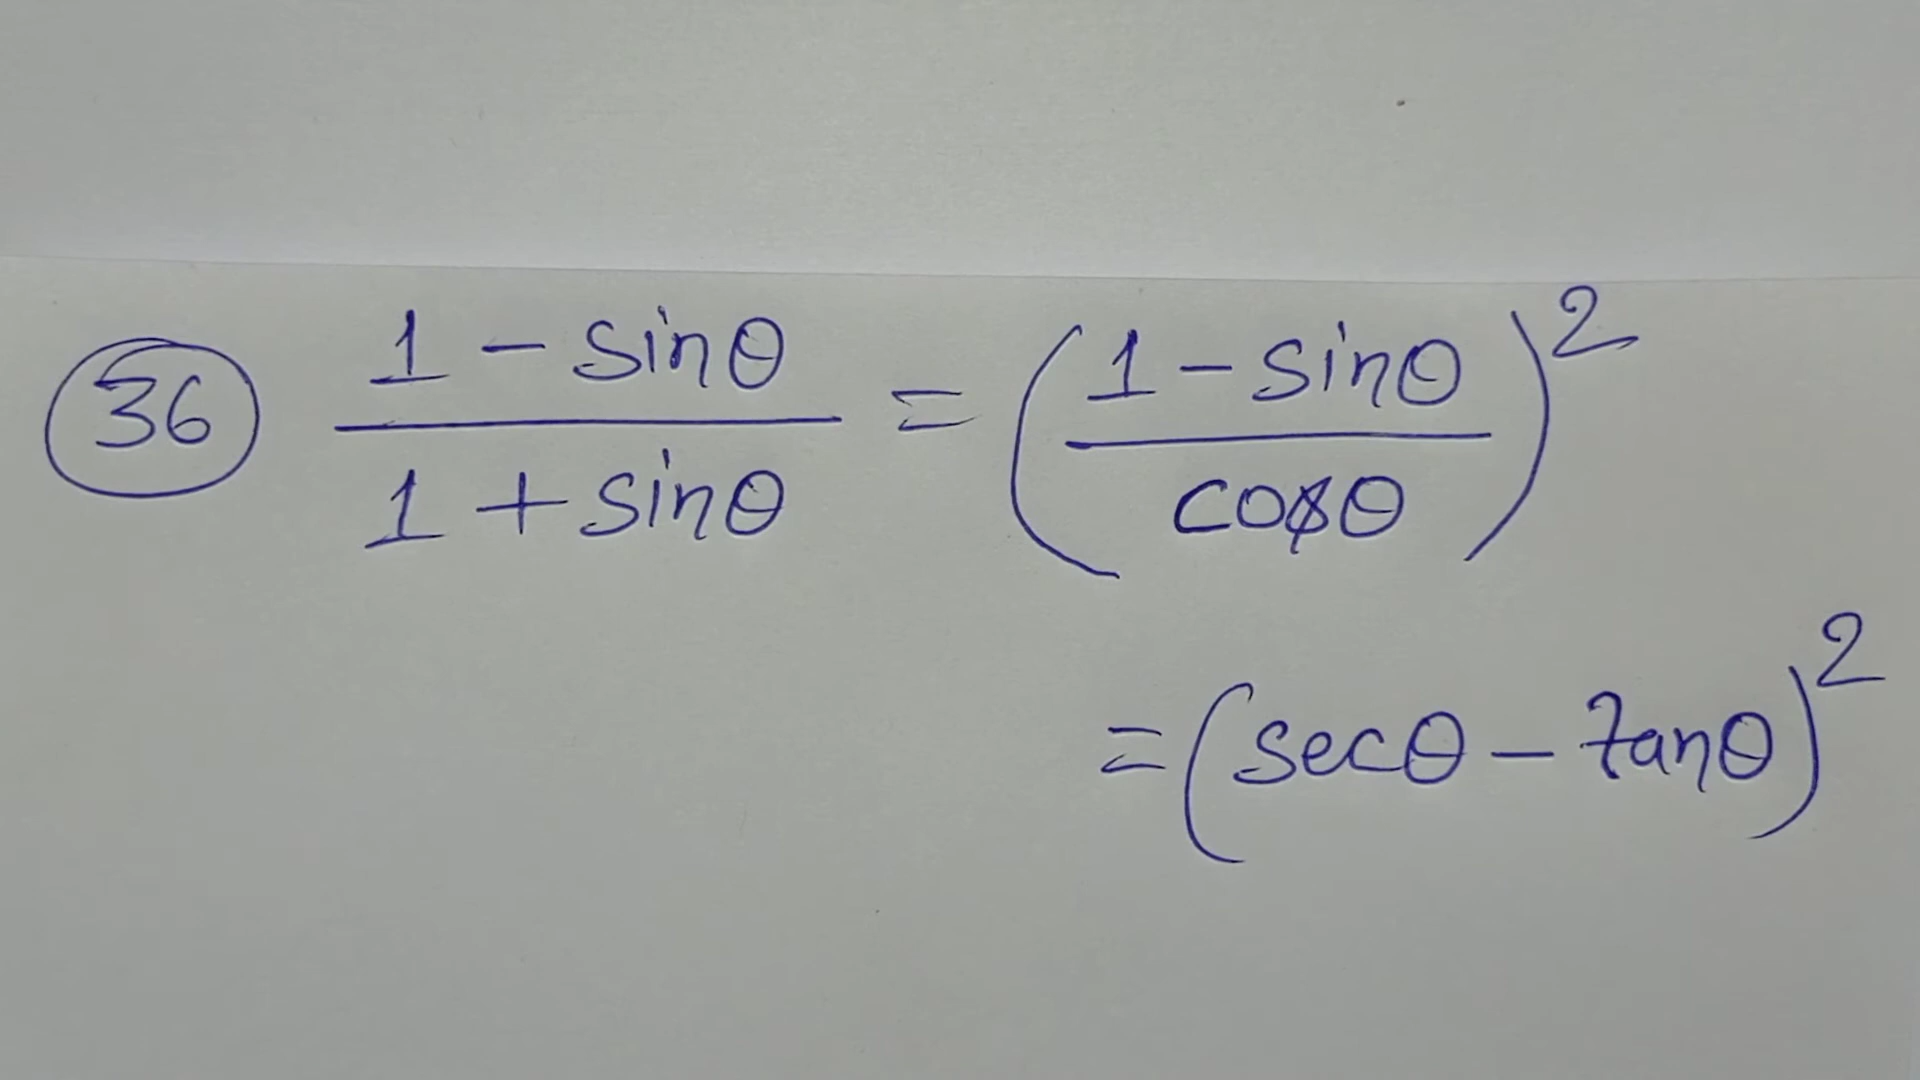 36 (1 - sinθ)/(1 + sinθ) = ((1 - sinθ)/cosθ)²
= (secθ - tanθ)²